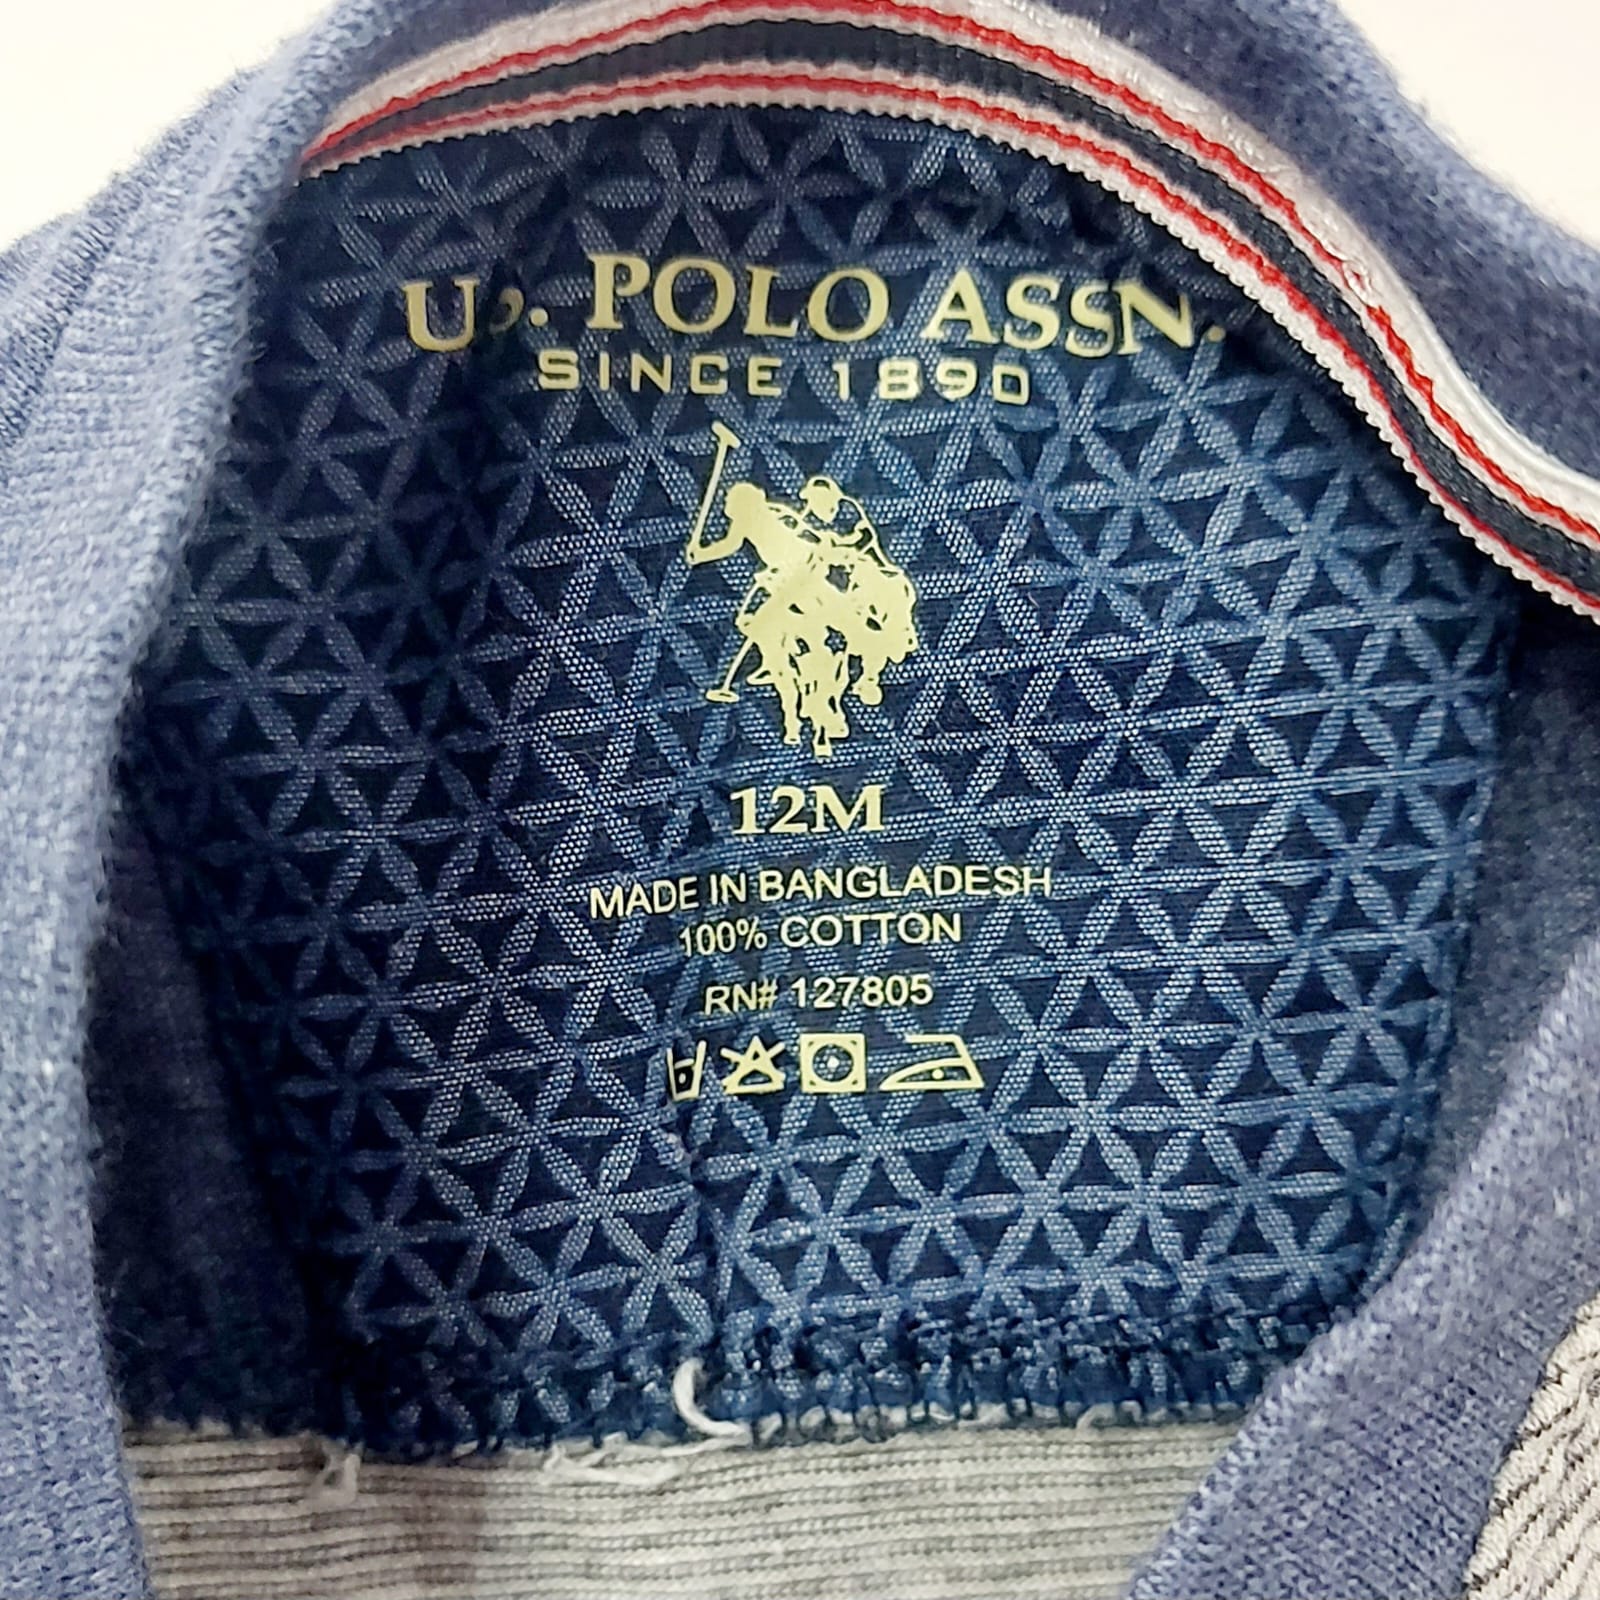 U . POLO ASSN.
SINCE 1890
12M
MADE IN BANGLADESH
100% COTTON
RN# 127805